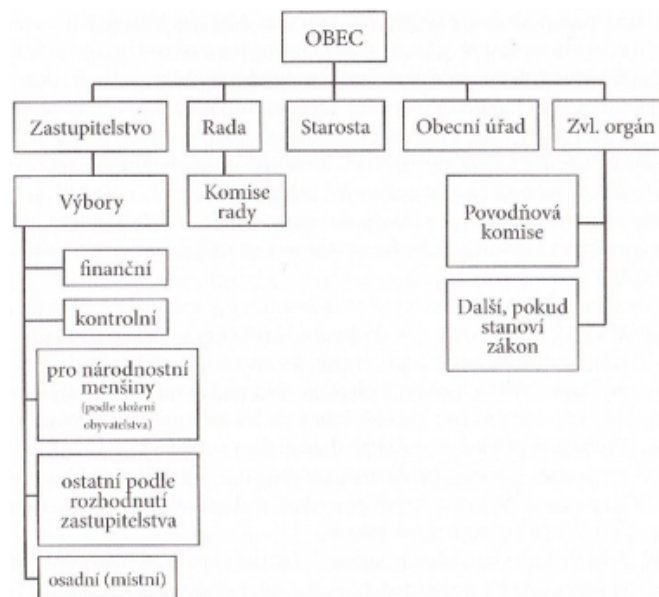 OBEC
Zastupitelstvo
Rada
Starosta
Obecní úřad
Zvl. orgán
Výbory
Komise
rady
finanční
kontrolní
pro národnostní
menšiny
(podle složení
obyvatelstva)
ostatní podle
rozhodnutí
zastupitelstva
osadní (místní)
Povodňová
komise
Další, pokud
stanoví
zákon